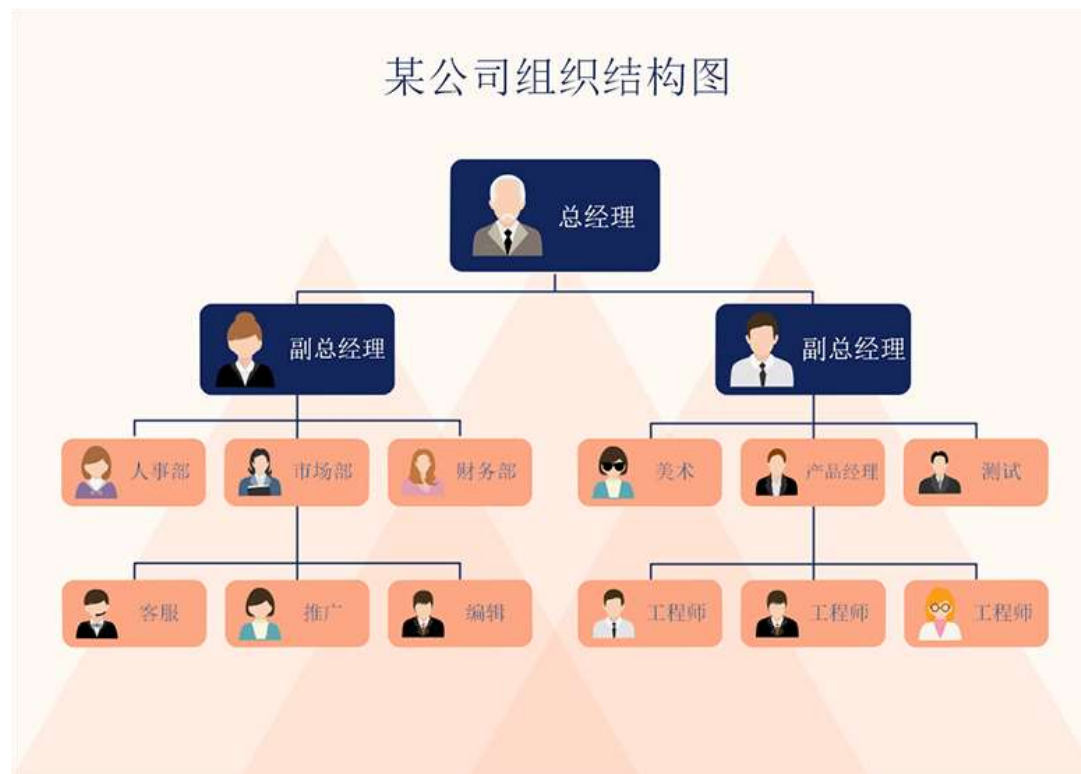 某公司组织结构图
总经理
副总经理
副总经理
人事部
市场部
财务部
美术
产品经理
测试
客服
推广
编辑
工程师
工程师
工程师